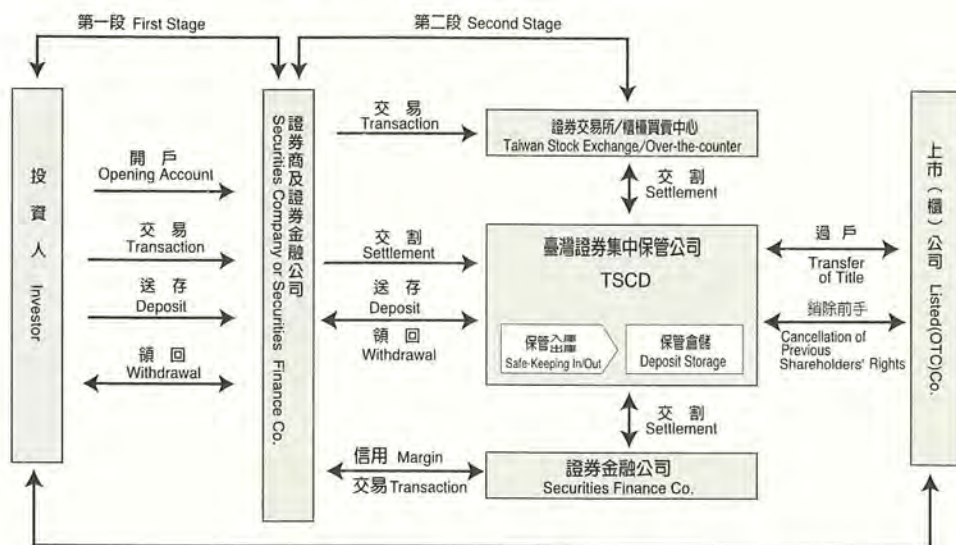 第一段 First Stage
第二段 Second Stage
投資人 Investor
開戶
Opening Account
交易
Transaction
送存
Deposit
領回
Withdrawal
證券商及證券金融公司
Securities Company or Securities Finance Co.
交易
Transaction
交割
Settlement
送存
Deposit
領回
Withdrawal
信用 Margin
交易 Transaction
證券交易所/櫃檯買賣中心
Taiwan Stock Exchange/Over-the-counter
交割
Settlement
臺灣證券集中保管公司
TSCD
保管入庫出庫
Safe-Keeping In/Out
保管倉儲
Deposit Storage
交割
Settlement
證券金融公司
Securities Finance Co.
過戶
Transfer
of Title
銷除前手
Cancellation of
Previous
Shareholders' Rights
上市（櫃）公司 Listed(OTC)Co.